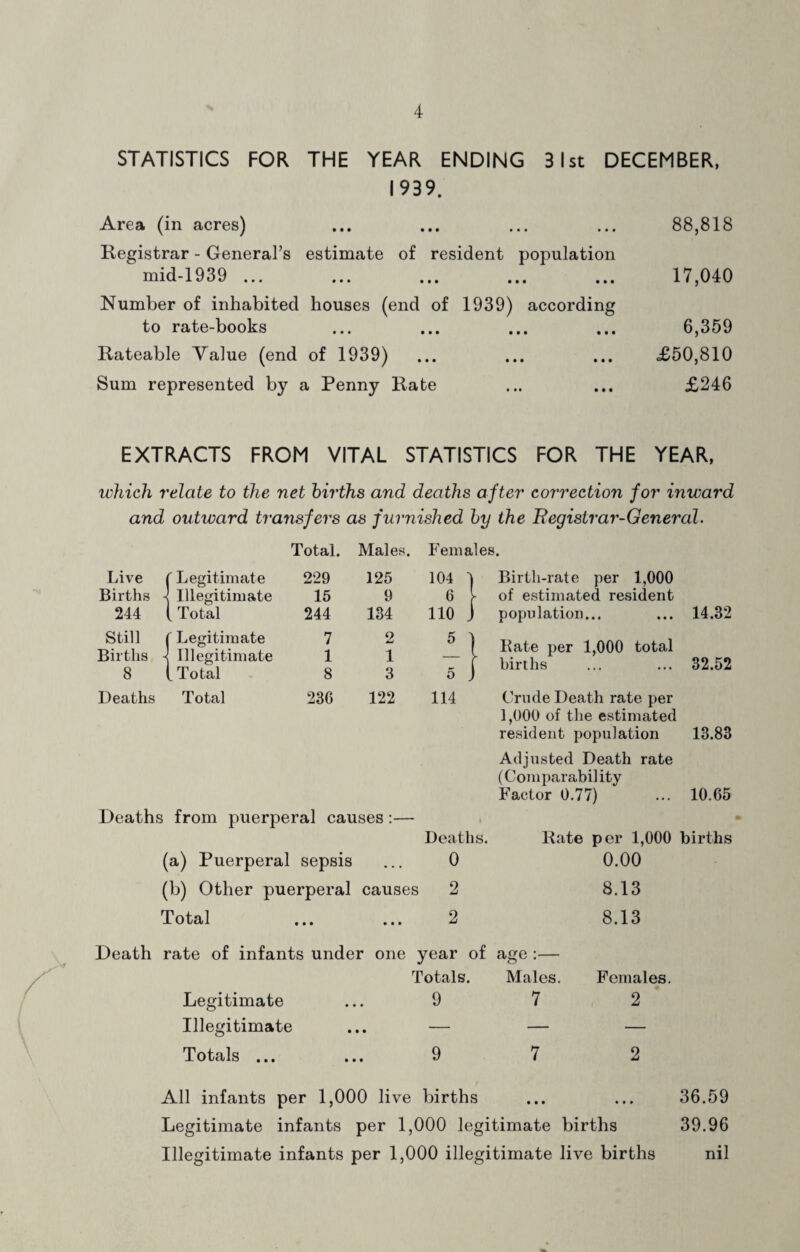 4
STATISTICS FOR THE YEAR ENDING 31st DECEMBER,
1939.
Area (in acres) ... ... ... ... 88,818
Registrar-General's estimate of resident population
mid-1939 ... ... ... ... ... 17,040
Number of inhabited houses (end of 1939) according
to rate-books ... ... ... ... 6,359
Rateable Value (end of 1939) ... ... ... £50,810
Sum represented by a Penny Rate ... ... £246
EXTRACTS FROM VITAL STATISTICS FOR THE YEAR,
which relate to the net births and deaths after correction for inward
and outward transfers as furnished by the Registrar-General.
Total. Males. Females.
Live { Legitimate 229 125 104 } Birth-rate per 1,000
Births { Illegitimate 15 9 6 } of estimated resident
244 { Total 244 134 110 } population... ... 14.32
Still { Legitimate 7 2 5 } Rate per 1,000 total
Births { Illegitimate 1 1 — } births ... ... 32.52
8 { Total 8 3 5 }
Deaths Total 236 122 114 Crude Death rate per
1,000 of the estimated
resident population 13.83
Adjusted Death rate
(Comparability
Factor 0.77) ... 10.65
Deaths from puerperal causes:—
Deaths. Rate per 1,000 births
(a) Puerperal sepsis ... 0 0.00
(b) Other puerperal causes 2 8.13
Total ... ... 2 8.13
Death rate of infants under one year of age:—
Totals. Males. Females.
Legitimate ... 9 7 2
Illegitimate ... — — —
Totals ... ... 9 7 2
All infants per 1,000 live births ... ... 36.59
Legitimate infants per 1,000 legitimate births 39.96
Illegitimate infants per 1,000 illegitimate live births nil